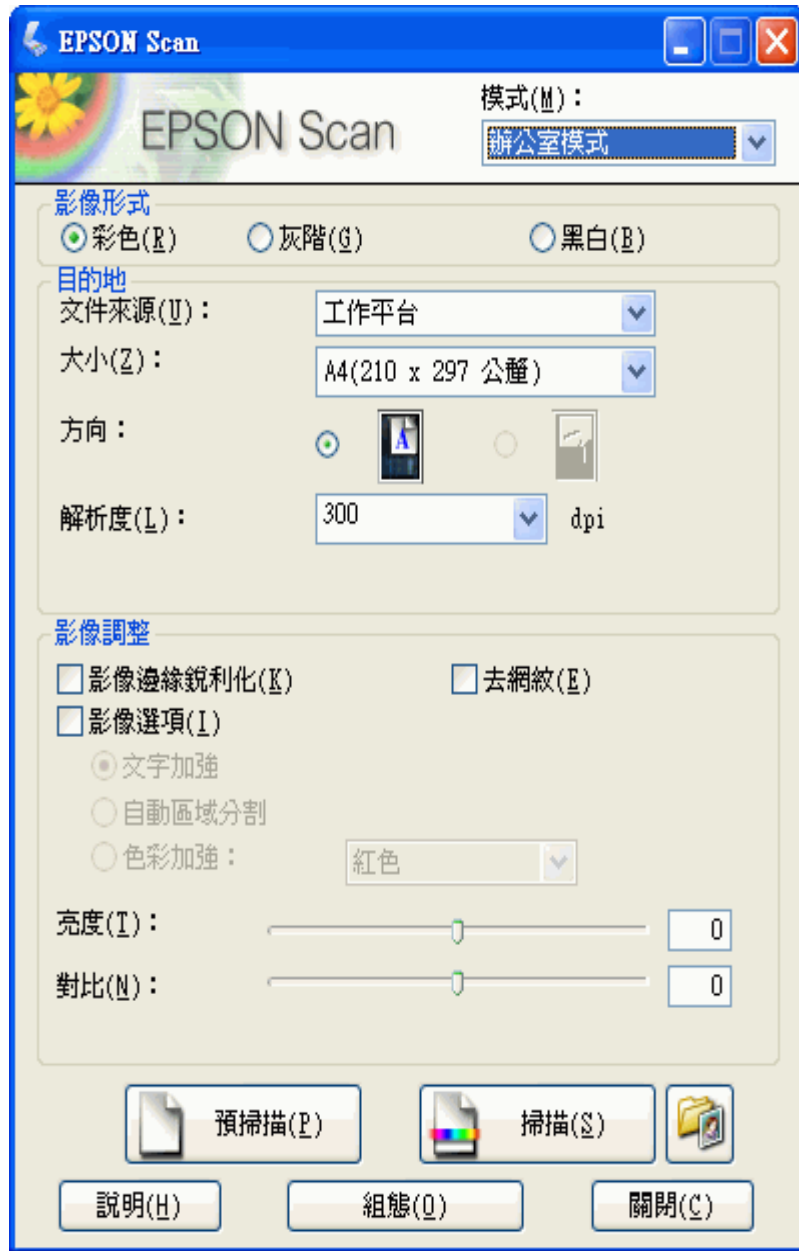 EPSON Scan
EPSON Scan
模式(M)：
辦公室模式
影像形式
彩色(R) 灰階(G) 黑白(B)
目的地
文件來源(U)： 工作平台
大小(Z)： A4(210 x 297 公釐)
方向： A
解析度(L)： 300 dpi
影像調整
影像邊緣銳利化(K) 去網紋(E)
影像選項(I)
文字加強
自動區域分割
色彩加強： 紅色
亮度(T)： 0
對比(N)： 0
預掃描(P) 掃描(S)
說明(H) 組態(O) 關閉(C)